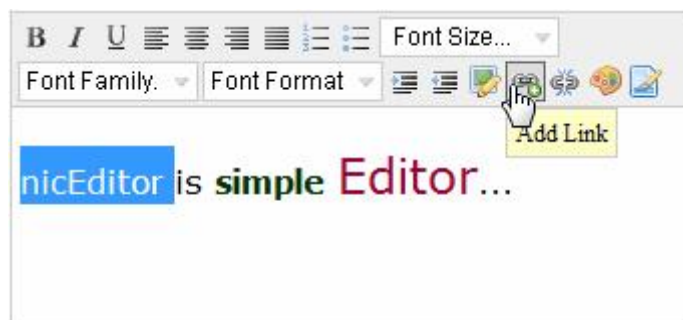 B I U Font Size...
Font Family. Font Format
Add Link
nicEditor is simple Editor...